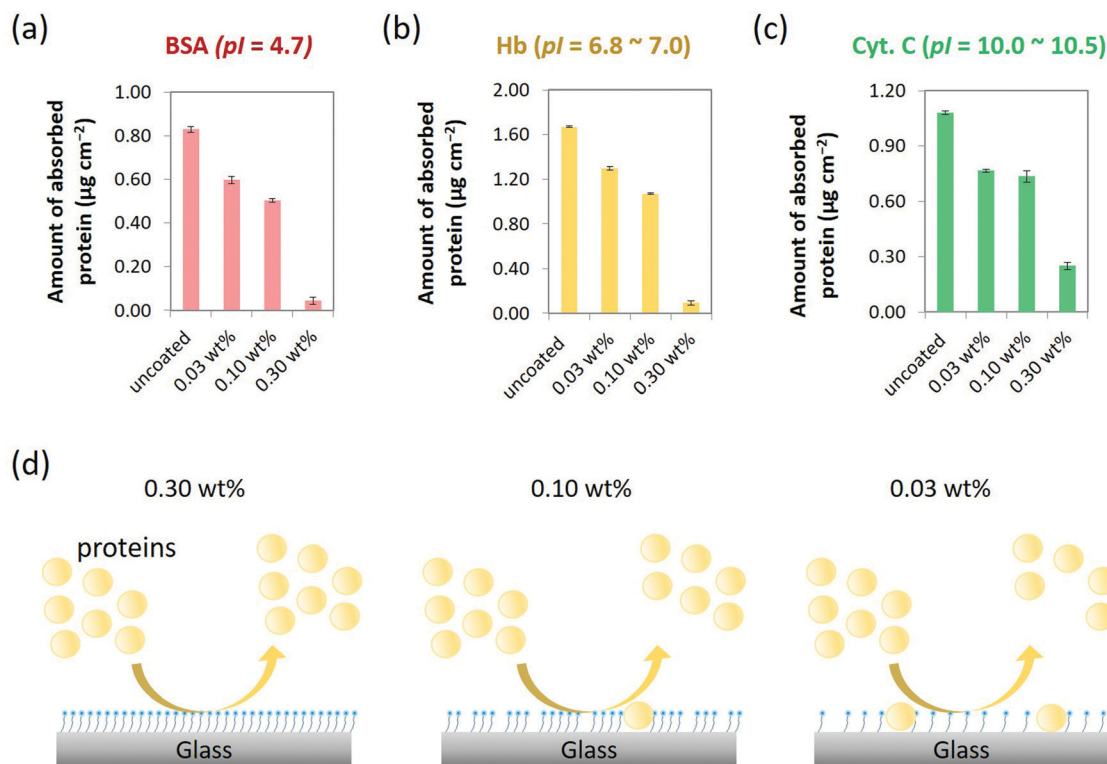 (a)
BSA (pI = 4.7)
Amount of absorbed
protein (µg cm⁻²)
1.00
0.80
0.60
0.40
0.20
0.00
uncoated
0.03 wt%
0.10 wt%
0.30 wt%
(b)
Hb (pI = 6.8 ~ 7.0)
Amount of absorbed
protein (µg cm⁻²)
2.00
1.60
1.20
0.80
0.40
0.00
uncoated
0.03 wt%
0.10 wt%
0.30 wt%
(c)
Cyt. C (pI = 10.0 ~ 10.5)
Amount of absorbed
protein (µg cm⁻²)
1.20
0.90
0.60
0.30
0.00
uncoated
0.03 wt%
0.10 wt%
0.30 wt%
(d)
0.30 wt%
proteins
Glass
0.10 wt%
Glass
0.03 wt%
Glass